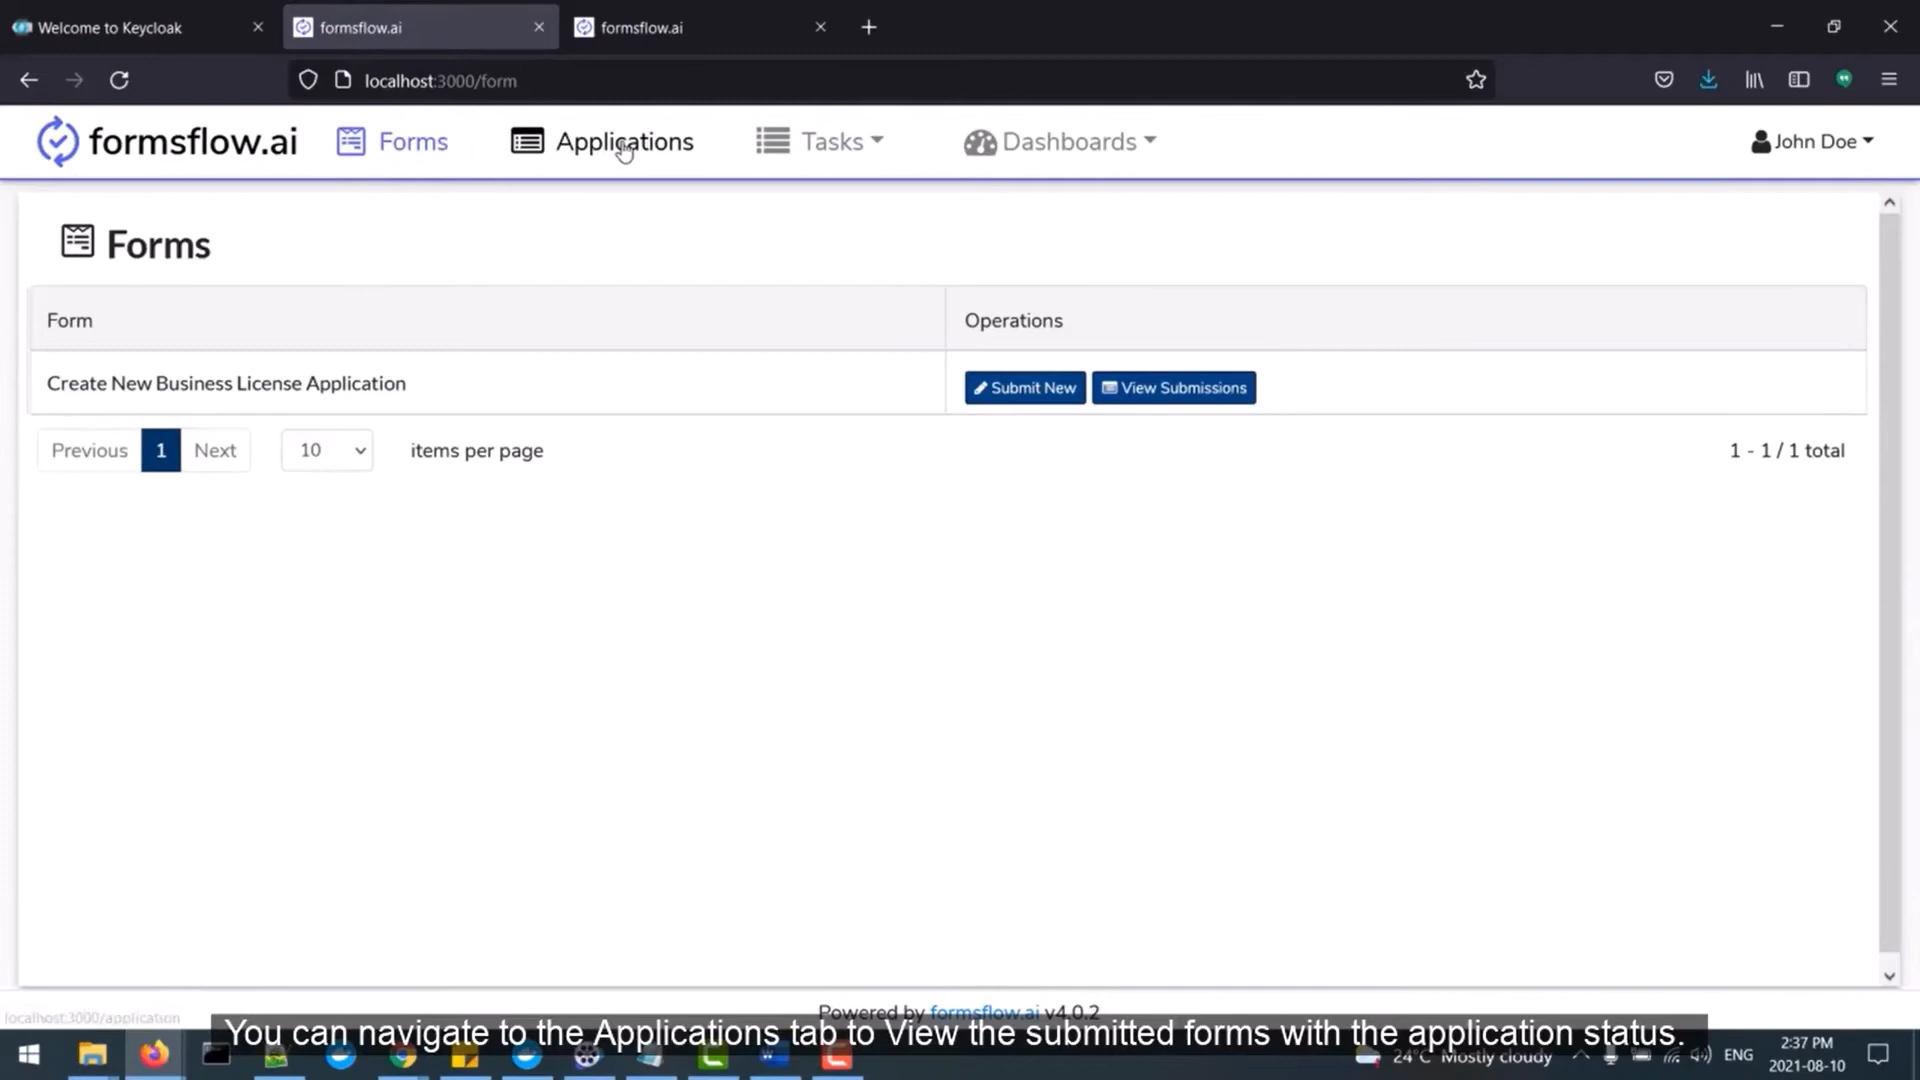 Welcome to Keycloak
formsflow.ai
formsflow.ai
localhost:3000/form
formsflow.ai
Forms
Applications
Tasks
Dashboards
John Doe
Forms
Form
Operations
Create New Business License Application
Submit New
View Submissions
Previous
1
Next
10
items per page
1 - 1 / 1 total
Powered by formsflow.ai v4.0.2
localhost:3000/application
You can navigate to the Applications tab to View the submitted forms with the application status.
24°C Mostly cloudy
ENG
2:37 PM
2021-08-10